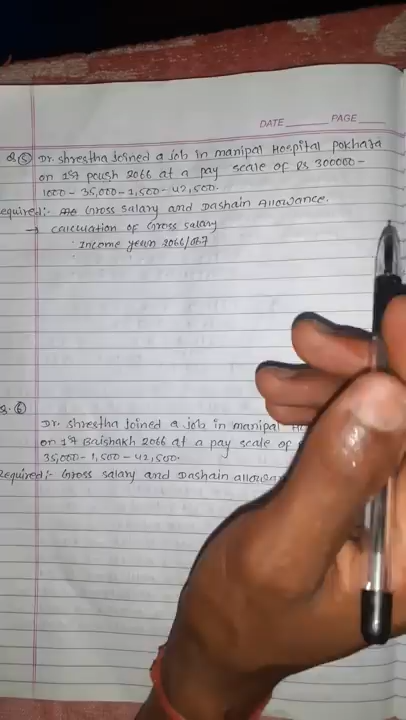 DATE PAGE
Q. (5) Dr. Shrestha Joined a job in manipal Hospital Pokhara
on 1st poush 2066 at a pay scale of Rs 300000-
1000 - 35,000 - 1,500 - 42,500.
Required:- Gross salary and Dashain Allowance.
→ Calculation of Gross salary
Income year 2066/067
Q. (6)
Dr. Shrestha Joined a job in manipal
on 1st Baishakh 2066 at a pay scale of
35,000 - 1,500 - 42,500.
Required:- Gross salary and Dashain